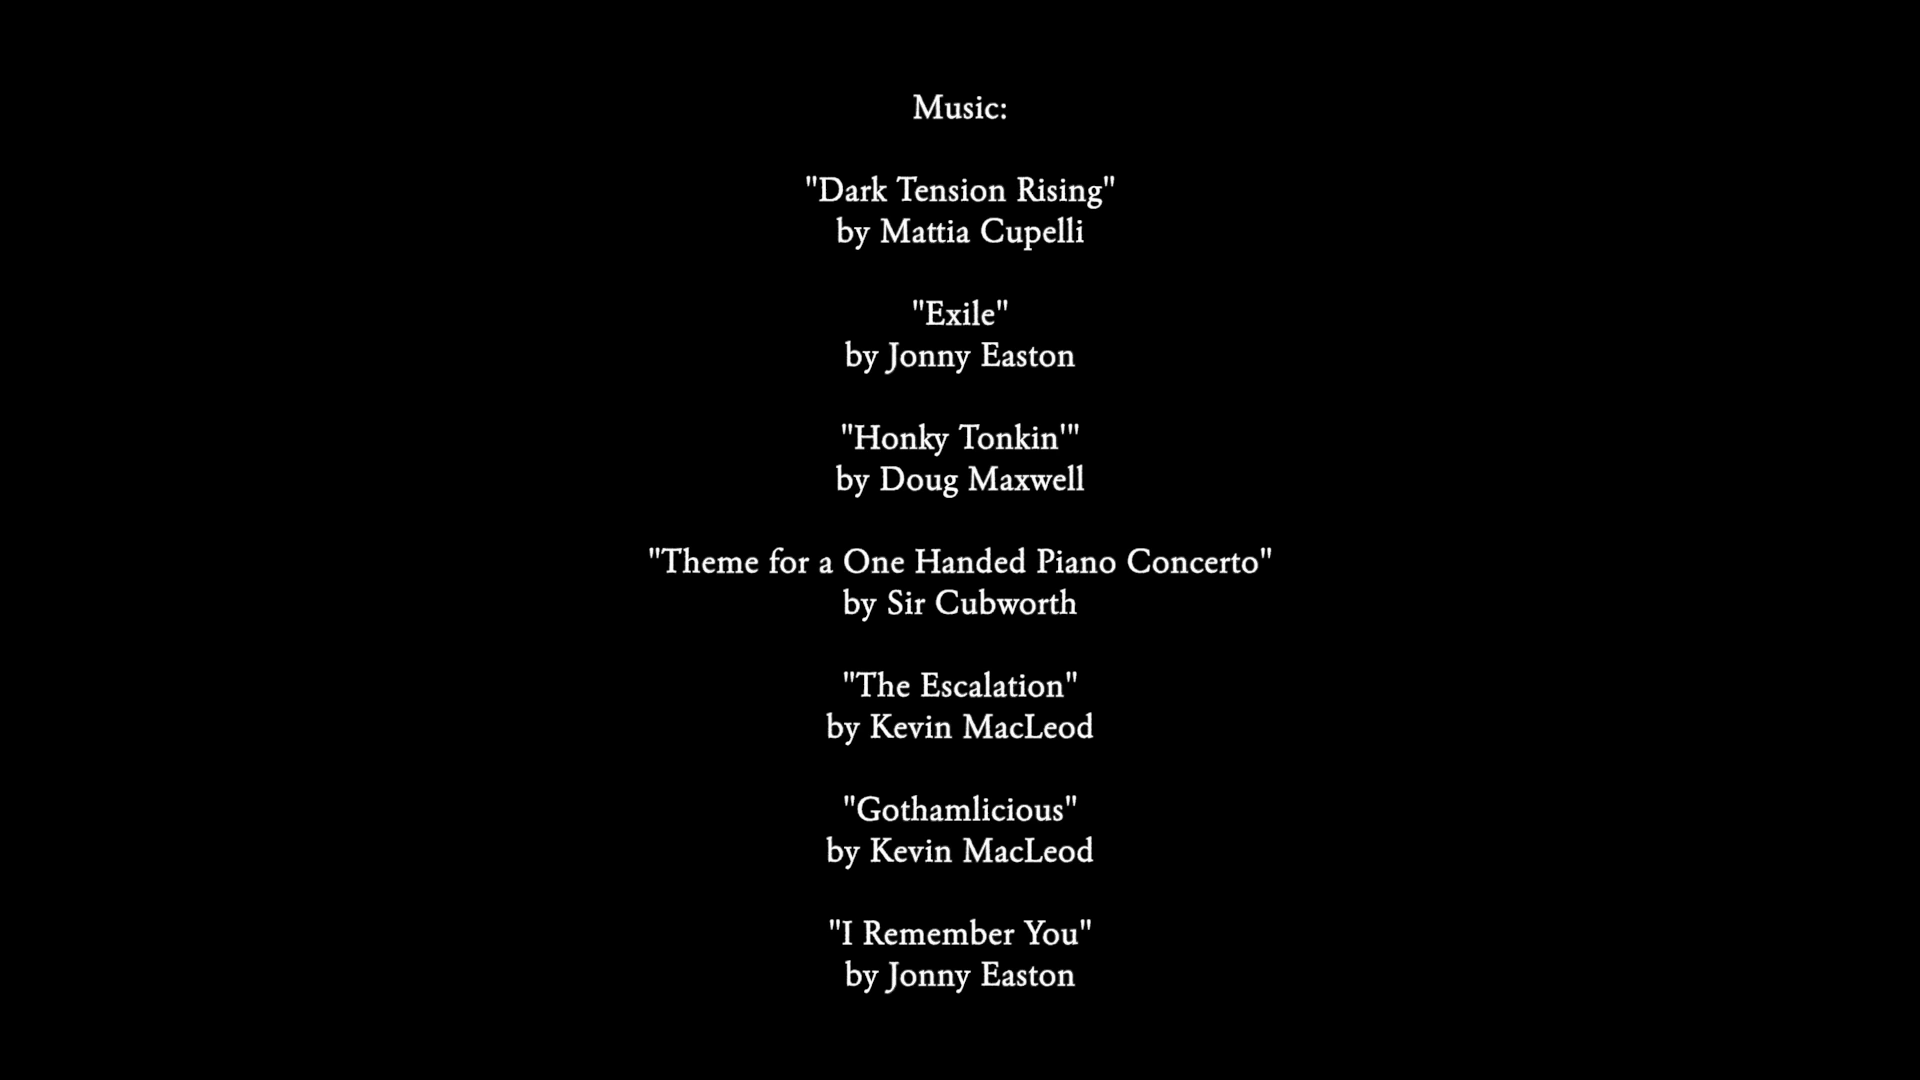 Music:
"Dark Tension Rising"
by Mattia Cupelli
"Exile"
by Jonny Easton
"Honky Tonkin'"
by Doug Maxwell
"Theme for a One Handed Piano Concerto"
by Sir Cubworth
"The Escalation"
by Kevin MacLeod
"Gothamlicious"
by Kevin MacLeod
"I Remember You"
by Jonny Easton